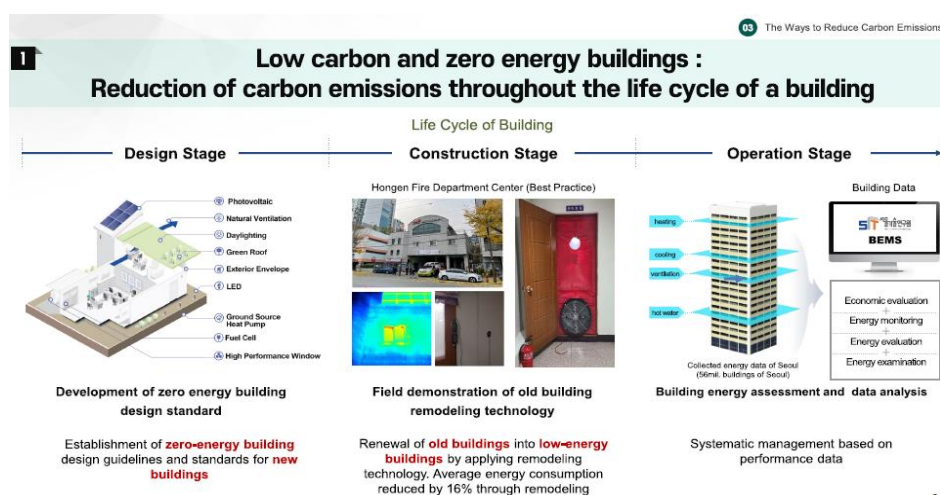 03 The Ways to Reduce Carbon Emissions
1
Low carbon and zero energy buildings :
Reduction of carbon emissions throughout the life cycle of a building
Life Cycle of Building
Design Stage
Construction Stage
Operation Stage
Photovoltaic
Natural Ventilation
Daylighting
Green Roof
Exterior Envelope
LED
Ground Source
Heat Pump
Fuel Cell
High Performance Window
Development of zero energy building
design standard
Establishment of zero-energy building
design guidelines and standards for new
buildings
Hongen Fire Department Center (Best Practice)
Field demonstration of old building
remodeling technology
Renewal of old buildings into low-energy
buildings by applying remodeling
technology. Average energy consumption
reduced by 16% through remodeling
heating
cooling
ventilation
hot water
Collected energy data of Seoul
(56mil. buildings of Seoul)
Building Data
SIT
BEMS
Economic evaluation
+
Energy monitoring
+
Energy evaluation
+
Energy examination
Building energy assessment and data analysis
Systematic management based on
performance data